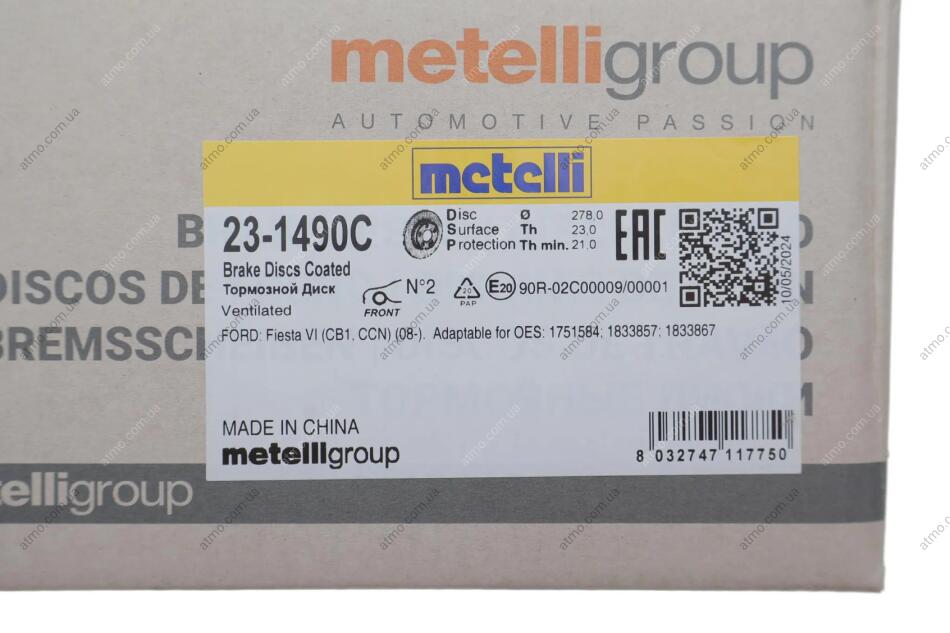 metelligroup
AUTOMOTIVE PASSION
metelli
23-1490C
Disc Ø 278,0
Surface Th 23,0
Protection Th min. 21,0
EAC
Brake Discs Coated
Тормозной Диск
Ventilated
FRONT
N°2
20
PAP
E20 90R-02C00009/00001
10/05/2024
FORD: Fiesta VI (CB1, CCN) (08-). Adaptable for OES: 1751584; 1833857; 1833867
MADE IN CHINA
metelligroup
8 032747 117750
DISCOS DE
BREMSSC
telligroup
atmo.com.ua